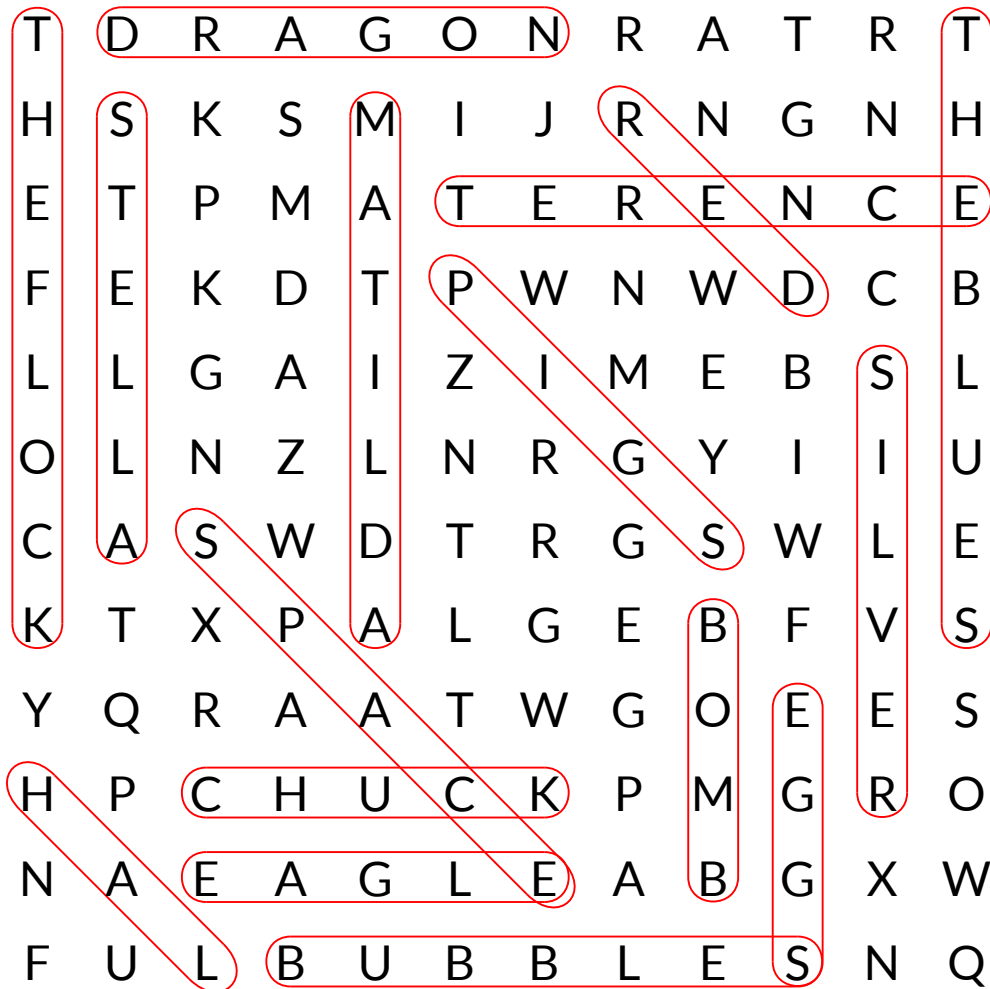 T D R A G O N R A T R T
H S K S M I J R N G N H
E T P M A T E R E N C E
F E K D T P W N W D C B
L L G A I Z I M E B S L
O L N Z L N R G Y I I U
C A S W D T R G S W L E
K T X P A L G E B F V S
Y Q R A A T W G O E E S
H P C H U C K P M G R O
N A E A G L E A B G X W
F U L B U B B L E S N Q